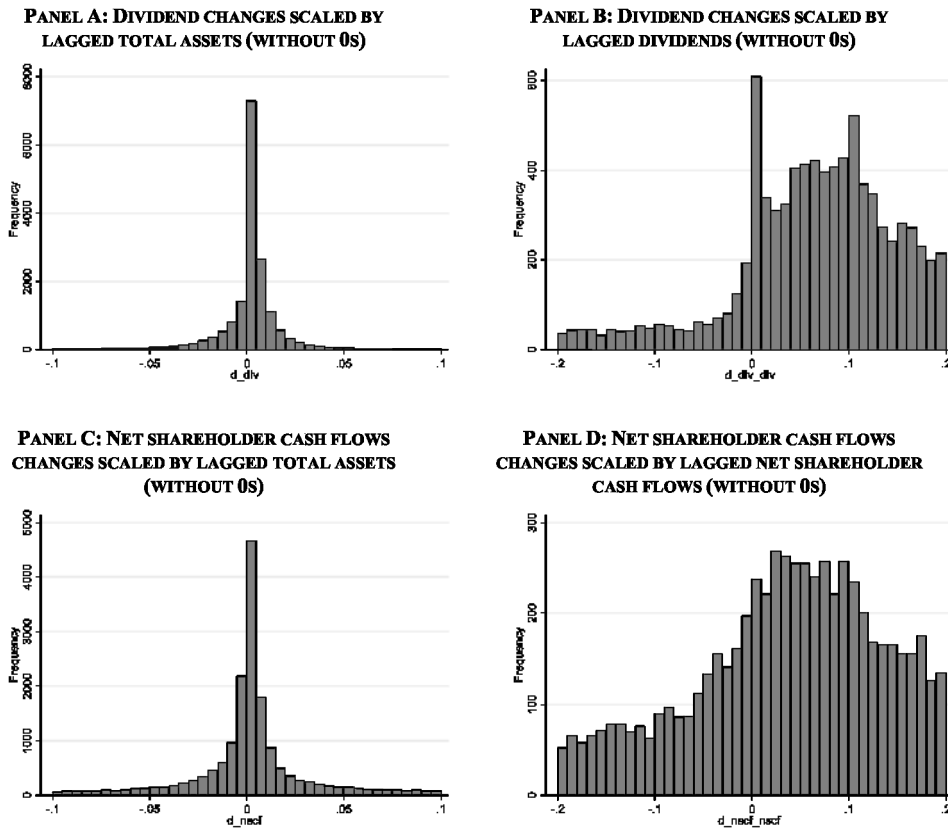 PANEL A: DIVIDEND CHANGES SCALED BY
LAGGED TOTAL ASSETS (WITHOUT 0S)
8000
6000
4000
2000
0
Frequency
-.1
-.05
0
.05
.1
d_div
PANEL B: DIVIDEND CHANGES SCALED BY
LAGGED DIVIDENDS (WITHOUT 0S)
600
400
200
0
Frequency
-.2
-.1
0
.1
.2
d_div_div
PANEL C: NET SHAREHOLDER CASH FLOWS
CHANGES SCALED BY LAGGED TOTAL ASSETS
(WITHOUT 0S)
5000
4000
3000
2000
1000
0
Frequency
-.1
-.05
0
.05
.1
d_nscf
PANEL D: NET SHAREHOLDER CASH FLOWS
CHANGES SCALED BY LAGGED NET SHAREHOLDER
CASH FLOWS (WITHOUT 0S)
300
200
100
0
Frequency
-.2
-.1
0
.1
.2
d_nscf_nscf